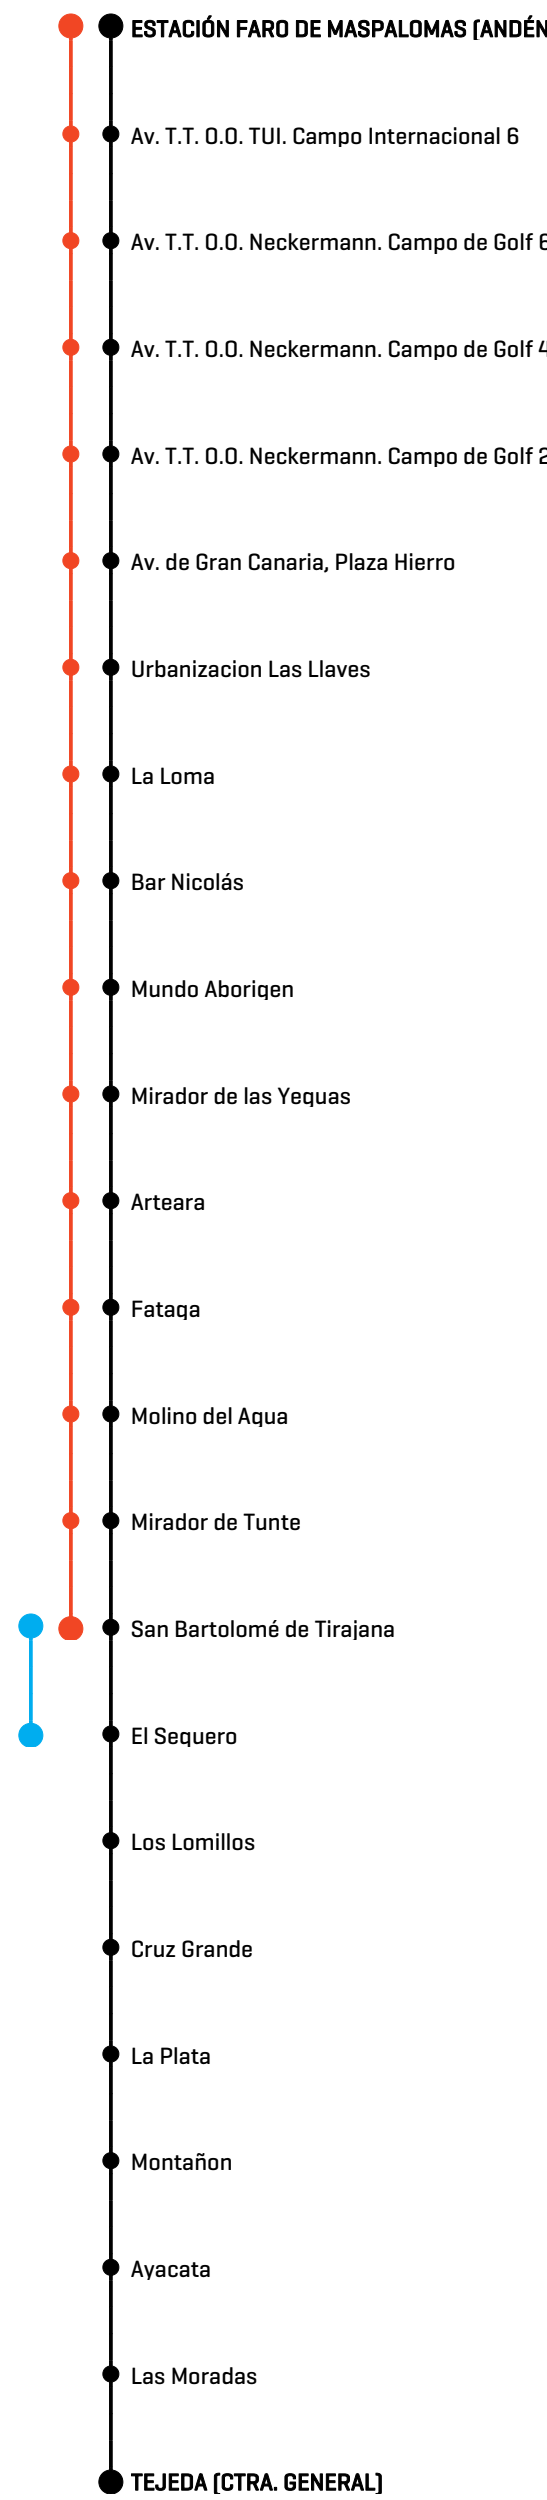 ESTACIÓN FARO DE MASPALOMAS (ANDÉN
Av. T.T. O.O. TUI. Campo Internacional 6
Av. T.T. O.O. Neckermann. Campo de Golf 6
Av. T.T. O.O. Neckermann. Campo de Golf 4
Av. T.T. O.O. Neckermann. Campo de Golf 2
Av. de Gran Canaria, Plaza Hierro
Urbanizacion Las Llaves
La Loma
Bar Nicolás
Mundo Aborigen
Mirador de las Yeguas
Arteara
Fataga
Molino del Agua
Mirador de Tunte
San Bartolomé de Tirajana
El Sequero
Los Lomillos
Cruz Grande
La Plata
Montañon
Ayacata
Las Moradas
TEJEDA (CTRA. GENERAL)